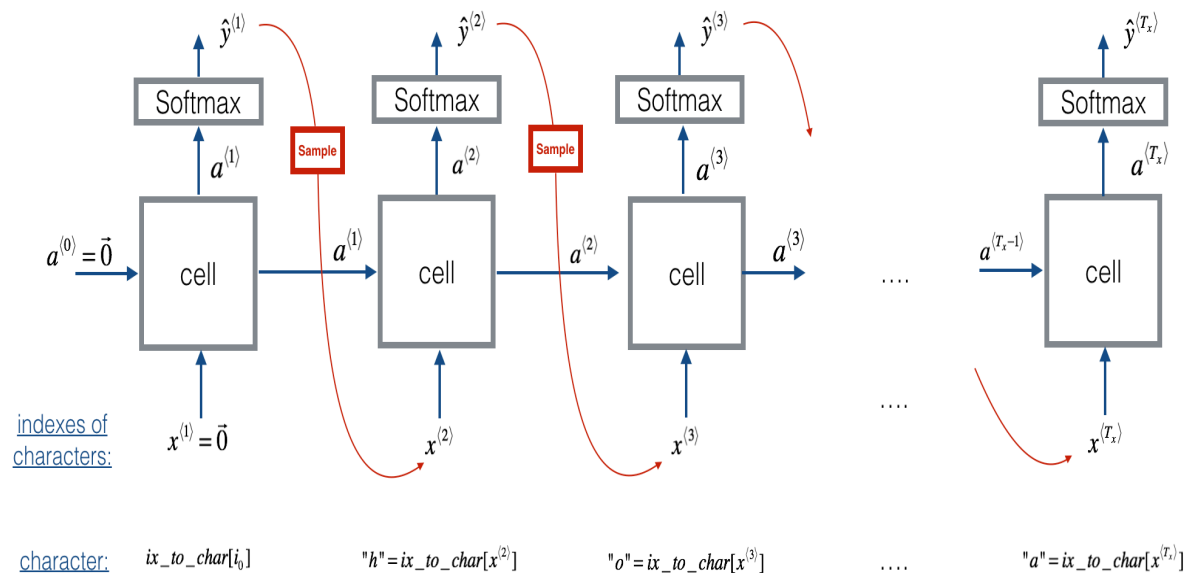 ŷ⟨1⟩ ŷ⟨2⟩ ŷ⟨3⟩ ŷ⟨Tₓ⟩
Softmax Softmax Softmax Softmax
Sample Sample
a⟨1⟩ a⟨2⟩ a⟨3⟩ a⟨Tₓ⟩
a⟨0⟩ = 0⃗ a⟨1⟩ a⟨2⟩ a⟨3⟩ a⟨Tₓ−1⟩
cell cell cell .... cell
....
indexes of
characters:
x⟨1⟩ = 0⃗ x⟨2⟩ x⟨3⟩ x⟨Tₓ⟩
character: ix_to_char[i₀] "h" = ix_to_char[x⟨2⟩] "o" = ix_to_char[x⟨3⟩] .... "a" = ix_to_char[x⟨Tₓ⟩]